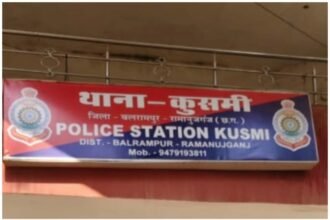 थाना - कुसमी
जिला - बलरामपुर - रामानुजगंज (छ.ग.)
POLICE STATION KUSMI
DIST. - BALRAMPUR - RAMANUJGANJ
Mob. - 9479193811